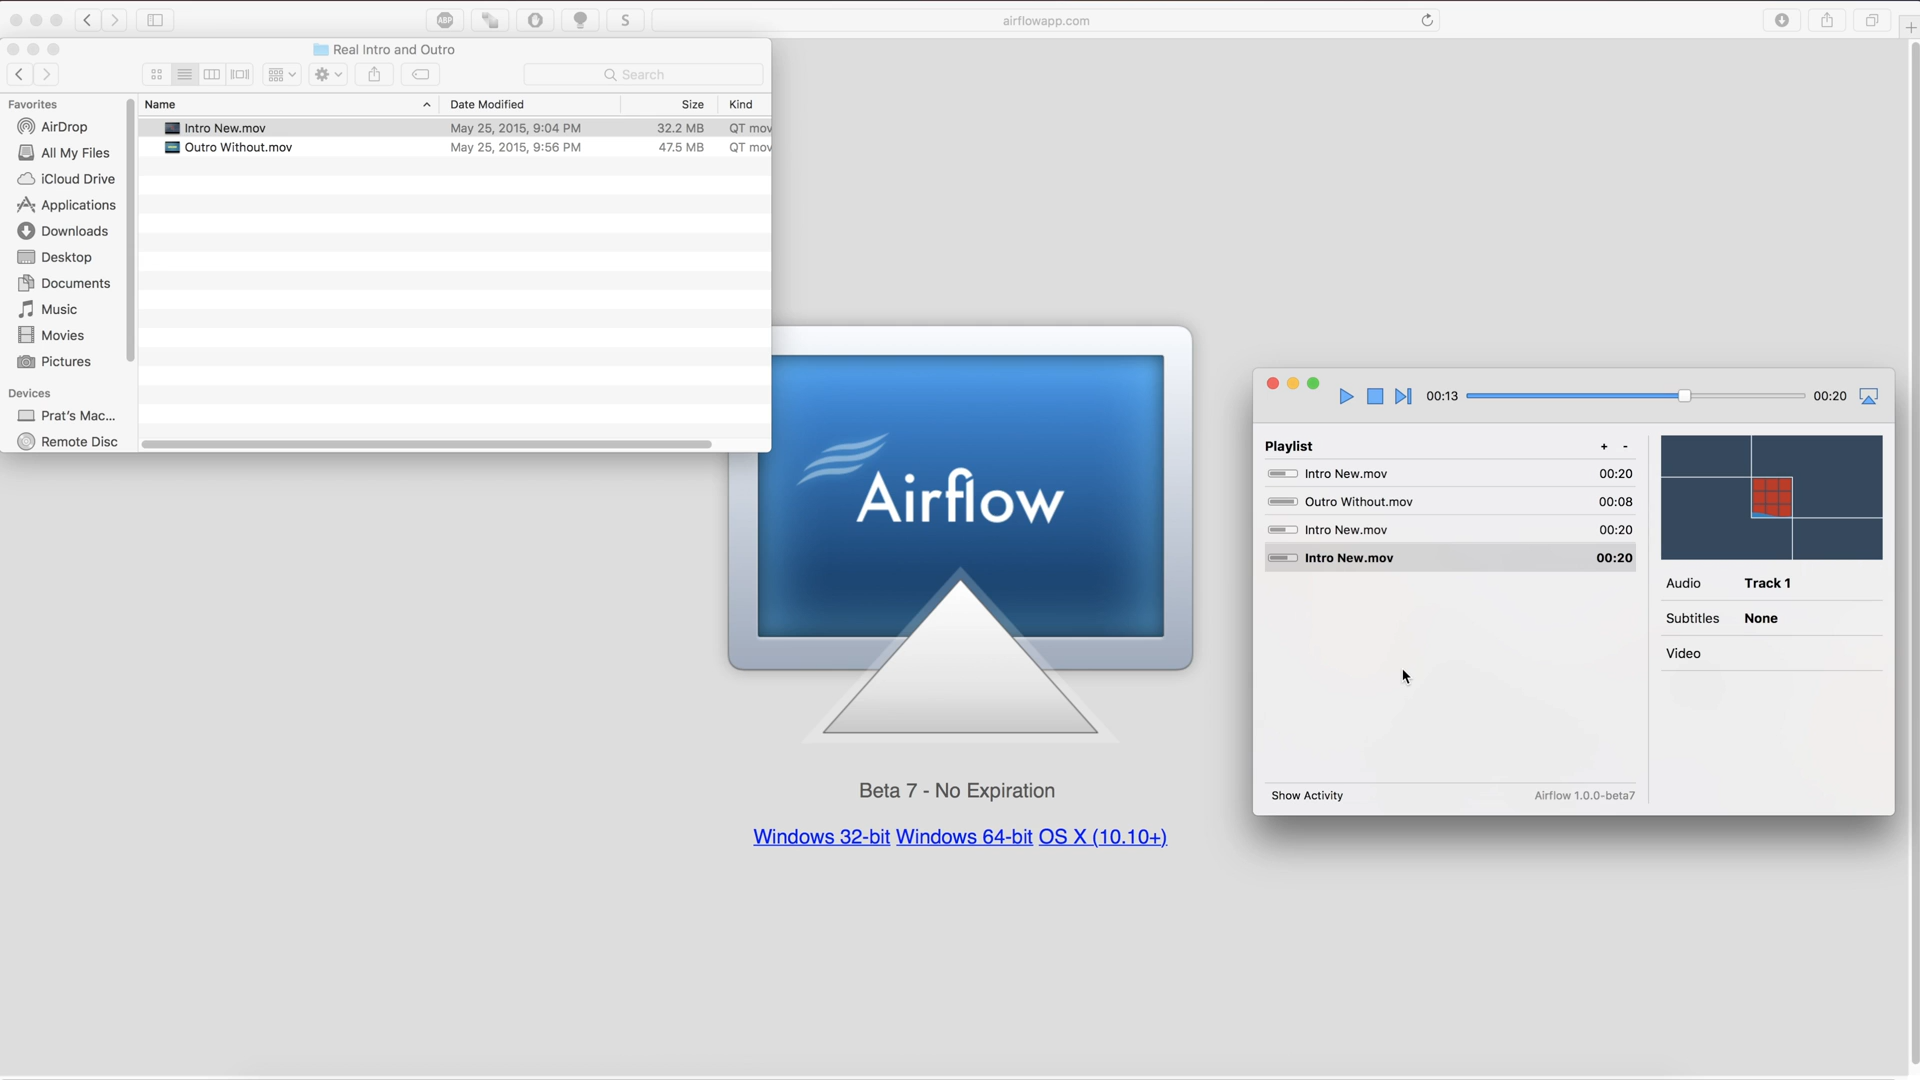 airflowapp.com
ABP
S
Real Intro and Outro
Search
Favorites
AirDrop
All My Files
iCloud Drive
Applications
Downloads
Desktop
Documents
Music
Movies
Pictures
Devices
Prat's Mac...
Remote Disc
Name Date Modified Size Kind
Intro New.mov May 25, 2015, 9:04 PM 32.2 MB QT mov
Outro Without.mov May 25, 2015, 9:56 PM 47.5 MB QT mov
Airflow
Beta 7 - No Expiration
Windows 32-bit Windows 64-bit OS X (10.10+)
00:13 00:20
Playlist + -
Intro New.mov 00:20
Outro Without.mov 00:08
Intro New.mov 00:20
Intro New.mov 00:20
Show Activity Airflow 1.0.0-beta7
Audio Track 1
Subtitles None
Video